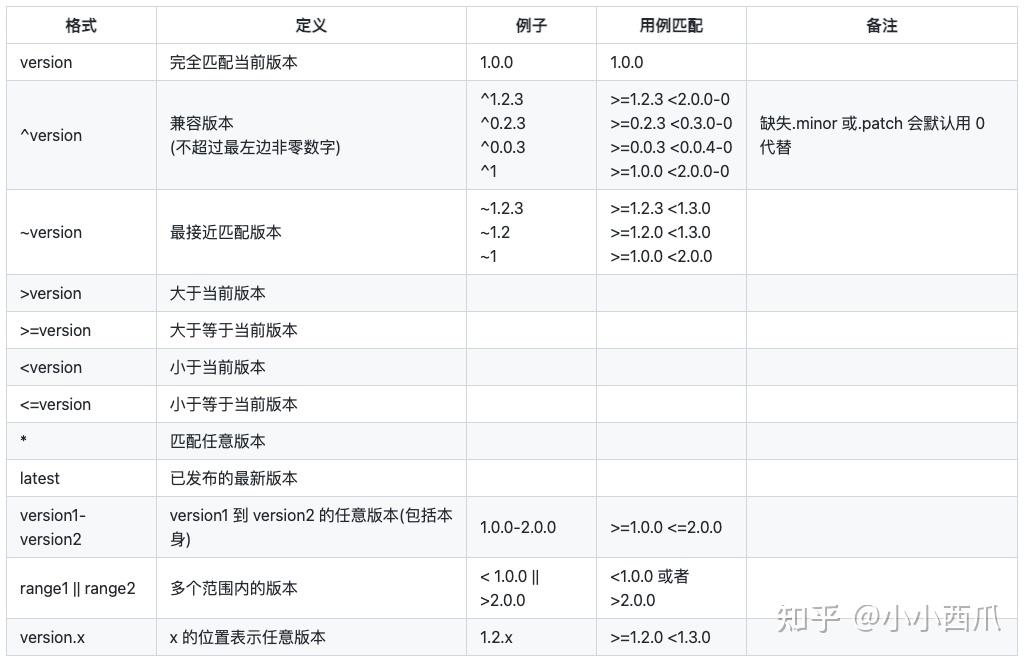 格式 定义 例子 用例匹配 备注
version 完全匹配当前版本 1.0.0 1.0.0
^version 兼容版本 (不超过最左边非零数字) ^1.2.3 >=1.2.3 <2.0.0-0
^0.2.3 >=0.2.3 <0.3.0-0
^0.0.3 >=0.0.3 <0.0.4-0
^1 >=1.0.0 <2.0.0-0
缺失.minor 或.patch 会默认用 0
代替
~version 最接近匹配版本 ~1.2.3 >=1.2.3 <1.3.0
~1.2 >=1.2.0 <1.3.0
~1 >=1.0.0 <2.0.0
>version 大于当前版本
>=version 大于等于当前版本
<version 小于当前版本
<=version 小于等于当前版本
* 匹配任意版本
latest 已发布的最新版本
version1-
version2
version1 到 version2 的任意版本(包括本
身)
1.0.0-2.0.0 >=1.0.0 <=2.0.0
range1 || range2 多个范围内的版本
< 1.0.0 ||
>2.0.0
<1.0.0 或者
>2.0.0
version.x x 的位置表示任意版本 1.2.x >=1.2.0 <1.3.0
知乎 @小小西爪